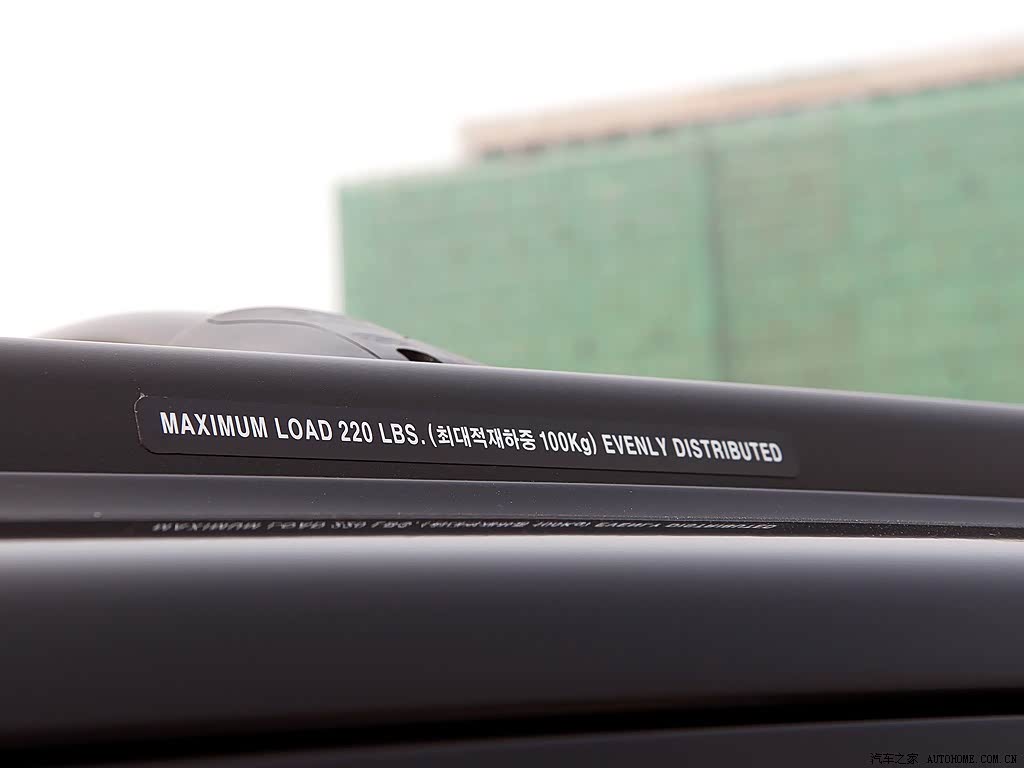 MAXIMUM LOAD 220 LBS.(최대적재하중 100Kg) EVENLY DISTRIBUTED
汽车之家 AUTOHOME.COM.CN